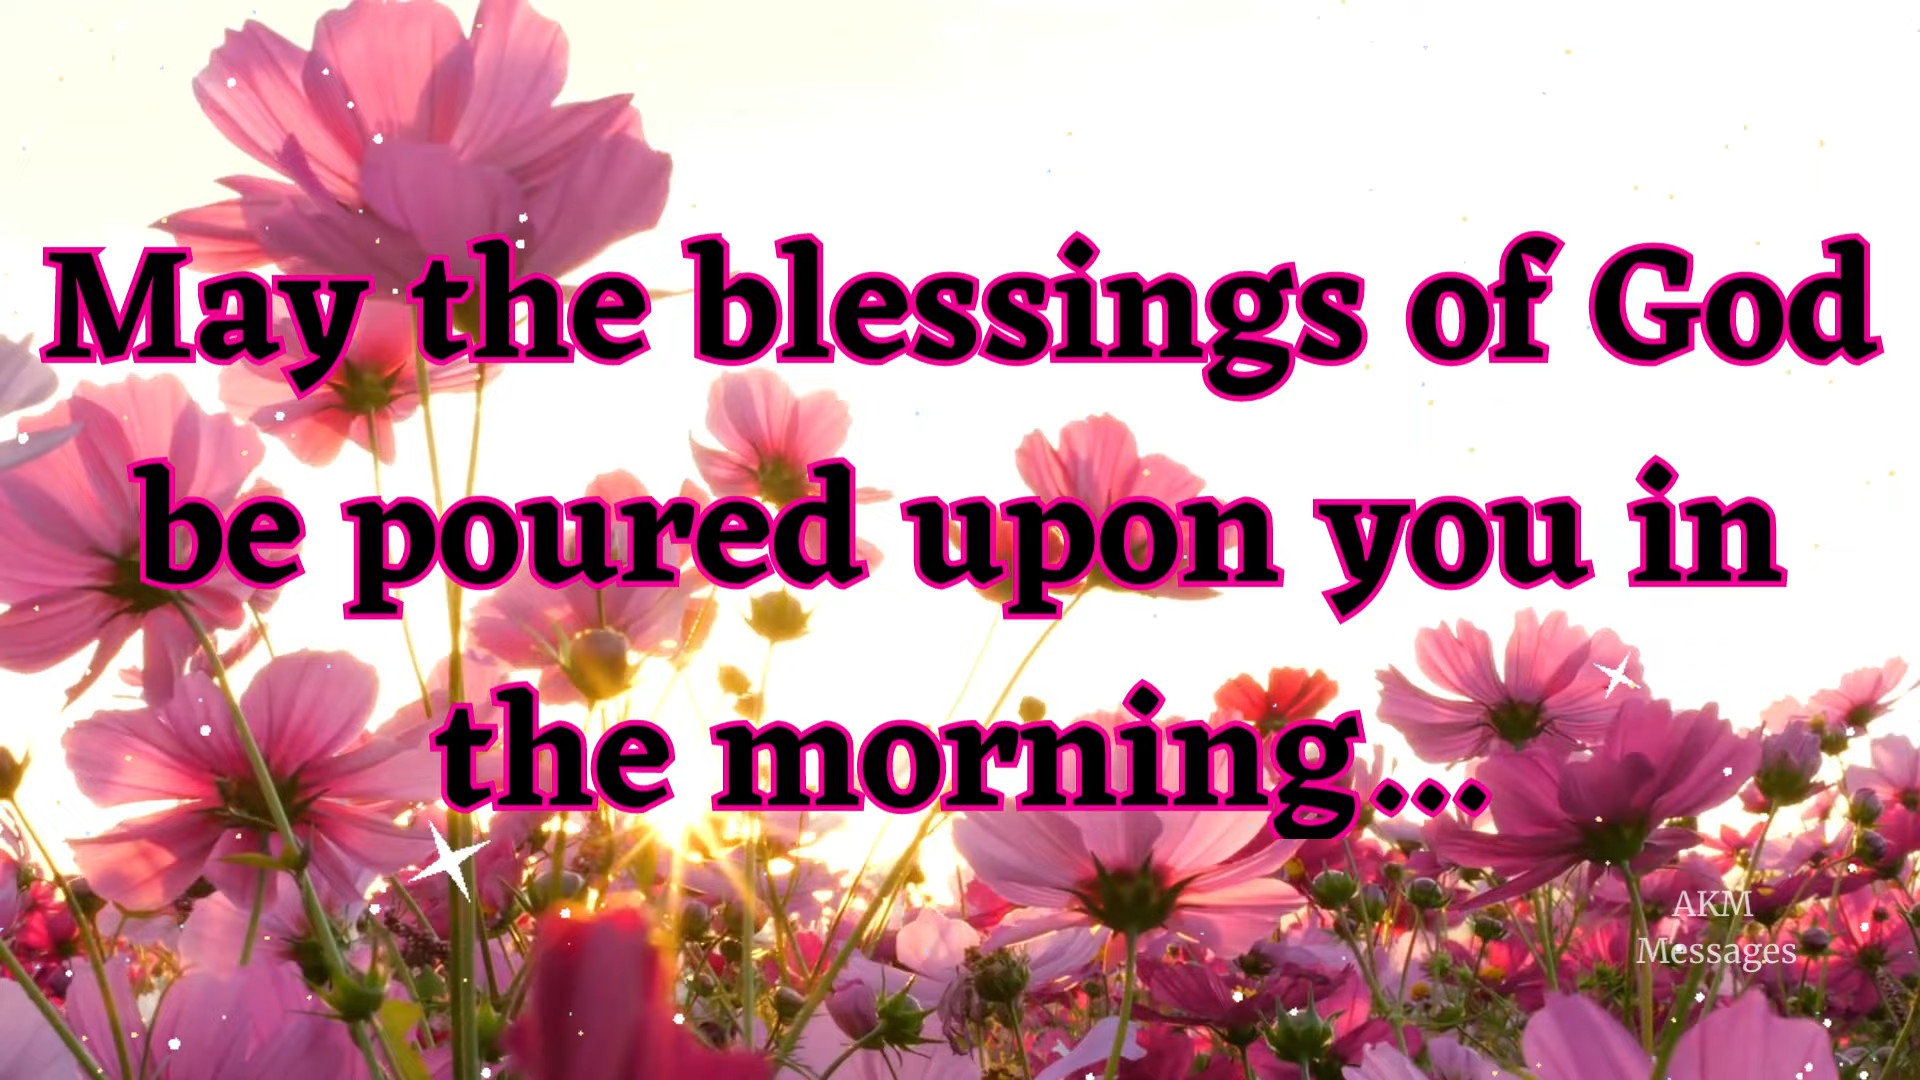 May the blessings of God
be poured upon you in
the morning...
AKM
Messages